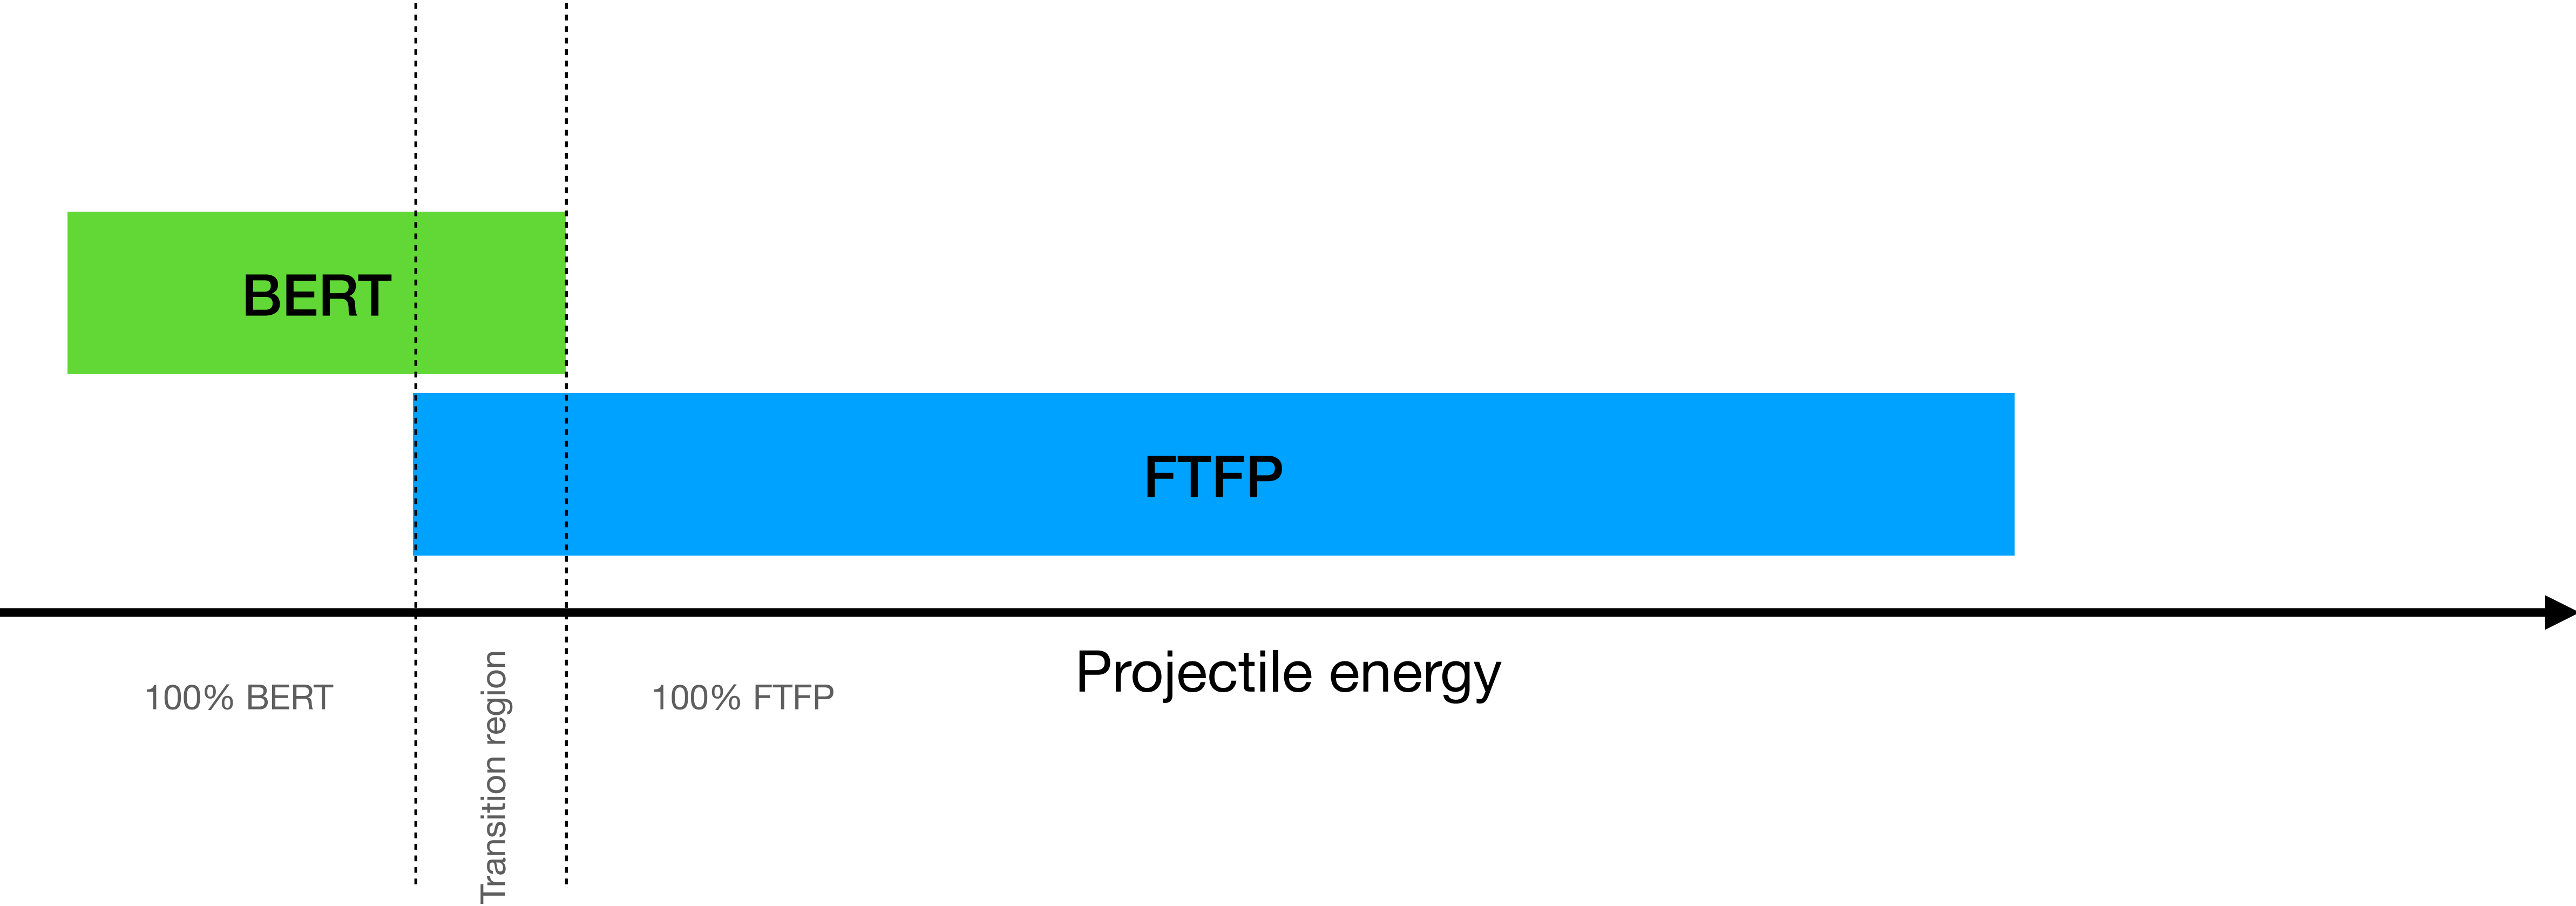 BERT
FTFP
Projectile energy
100% BERT
Transition region
100% FTFP